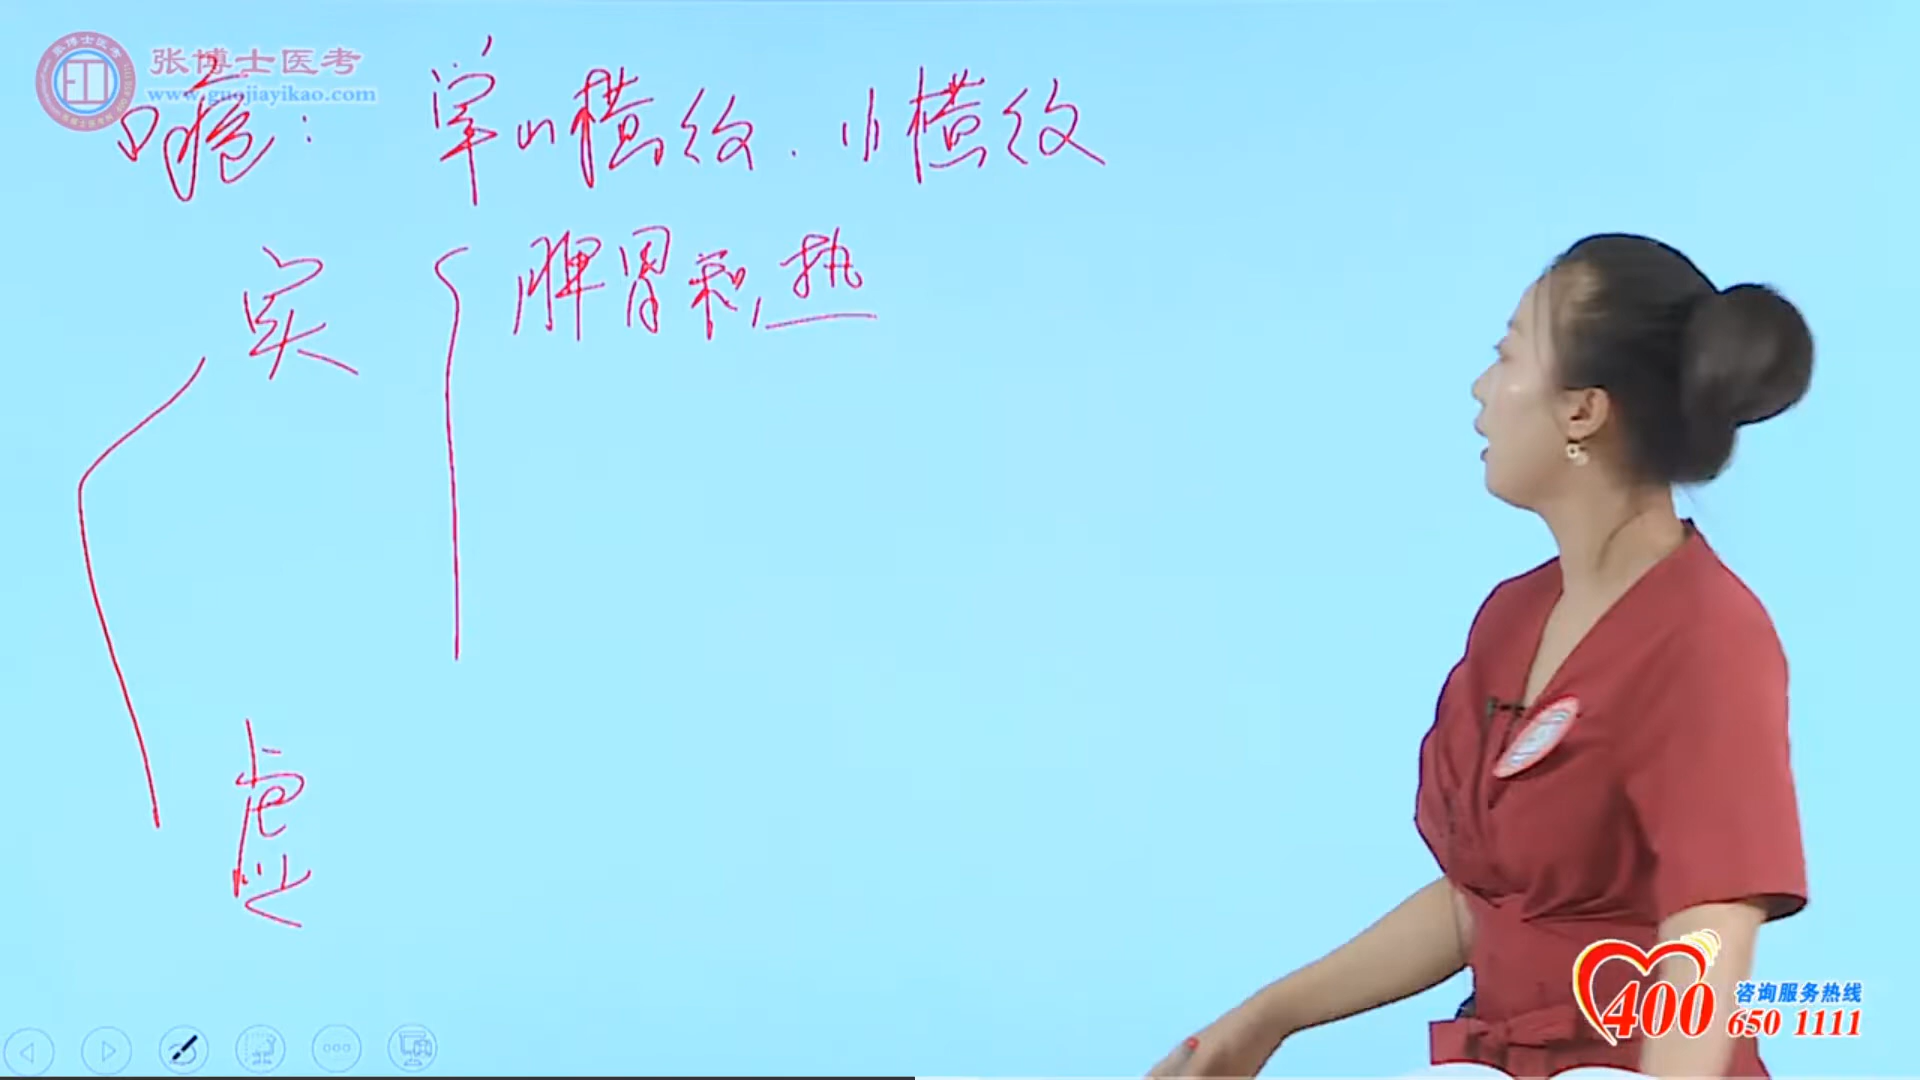 张博士医考
www.guojiayikao.com
口疮：掌小横纹．小横纹
实
脾胃积热
虚
400
咨询服务热线
650 1111